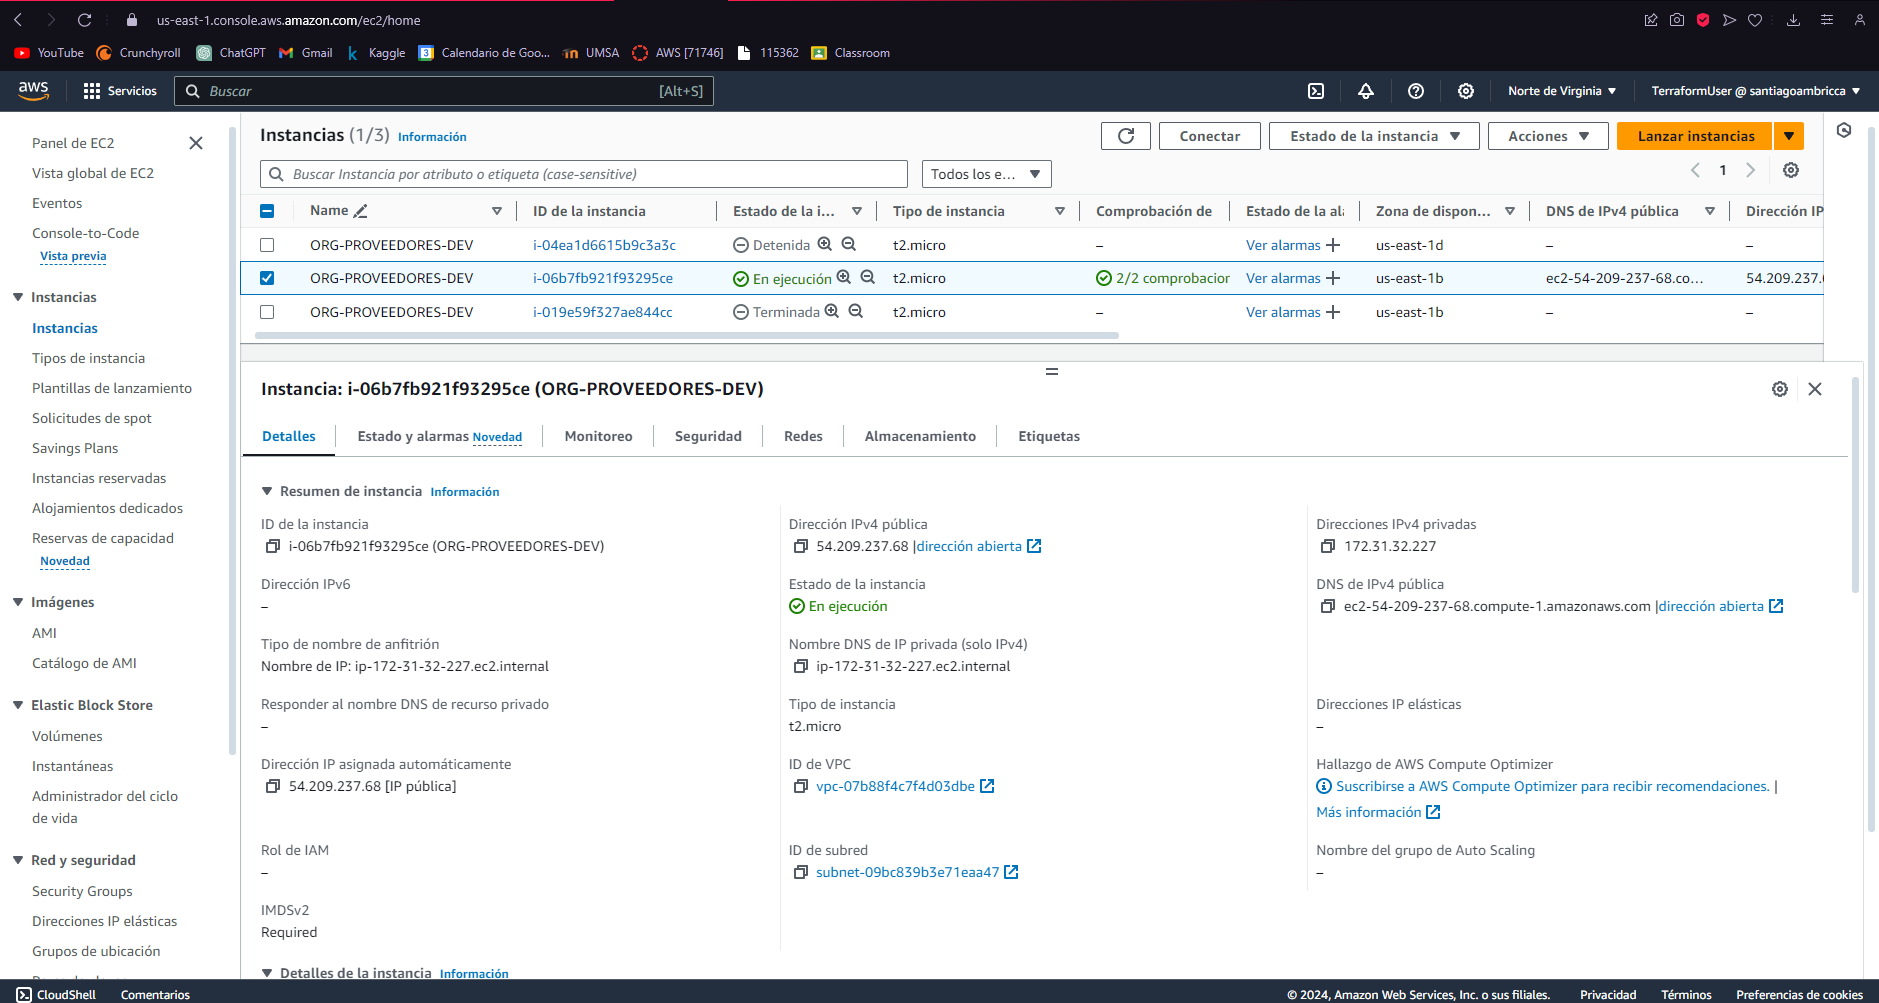 us-east-1.console.aws.amazon.com/ec2/home
YouTube Crunchyroll ChatGPT Gmail Kaggle Calendario de Goo... UMSA AWS [71746] 115362 Classroom
aws Servicios Buscar [Alt+S] Norte de Virginia TerraformUser @ santiagoambricca
Panel de EC2
Vista global de EC2
Eventos
Console-to-Code
Vista previa
Instancias
Instancias
Tipos de instancia
Plantillas de lanzamiento
Solicitudes de spot
Savings Plans
Instancias reservadas
Alojamientos dedicados
Reservas de capacidad
Novedad
Imágenes
AMI
Catálogo de AMI
Elastic Block Store
Volúmenes
Instantáneas
Administrador del ciclo
de vida
Red y seguridad
Security Groups
Direcciones IP elásticas
Grupos de ubicación
Instancias (1/3) Información
Conectar Estado de la instancia Acciones Lanzar instancias
Buscar Instancia por atributo o etiqueta (case-sensitive) Todos los e... 1
Name ID de la instancia Estado de la i... Tipo de instancia Comprobación de Estado de la ala Zona de dispon... DNS de IPv4 pública Dirección IP
ORG-PROVEEDORES-DEV i-04ea1d6615b9c3a3c Detenida t2.micro – Ver alarmas us-east-1d – –
ORG-PROVEEDORES-DEV i-06b7fb921f93295ce En ejecución t2.micro 2/2 comprobacior Ver alarmas us-east-1b ec2-54-209-237-68.co... 54.209.237.
ORG-PROVEEDORES-DEV i-019e59f327ae844cc Terminada t2.micro – Ver alarmas us-east-1b – –
Instancia: i-06b7fb921f93295ce (ORG-PROVEEDORES-DEV)
Detalles Estado y alarmas Novedad Monitoreo Seguridad Redes Almacenamiento Etiquetas
Resumen de instancia Información
ID de la instancia
i-06b7fb921f93295ce (ORG-PROVEEDORES-DEV)
Dirección IPv4 pública
54.209.237.68 |dirección abierta
Direcciones IPv4 privadas
172.31.32.227
Dirección IPv6
–
Estado de la instancia
En ejecución
DNS de IPv4 pública
ec2-54-209-237-68.compute-1.amazonaws.com |dirección abierta
Tipo de nombre de anfitrión
Nombre de IP: ip-172-31-32-227.ec2.internal
Nombre DNS de IP privada (solo IPv4)
ip-172-31-32-227.ec2.internal
Responder al nombre DNS de recurso privado
–
Tipo de instancia
t2.micro
Direcciones IP elásticas
–
Dirección IP asignada automáticamente
54.209.237.68 [IP pública]
ID de VPC
vpc-07b88f4c7f4d03dbe
Hallazgo de AWS Compute Optimizer
Suscribirse a AWS Compute Optimizer para recibir recomendaciones. |
Más información
Rol de IAM
–
ID de subred
subnet-09bc839b3e71eaa47
Nombre del grupo de Auto Scaling
–
IMDSv2
Required
Detalles de la instancia Información
CloudShell Comentarios © 2024, Amazon Web Services, Inc. o sus filiales. Privacidad Términos Preferencias de cookies